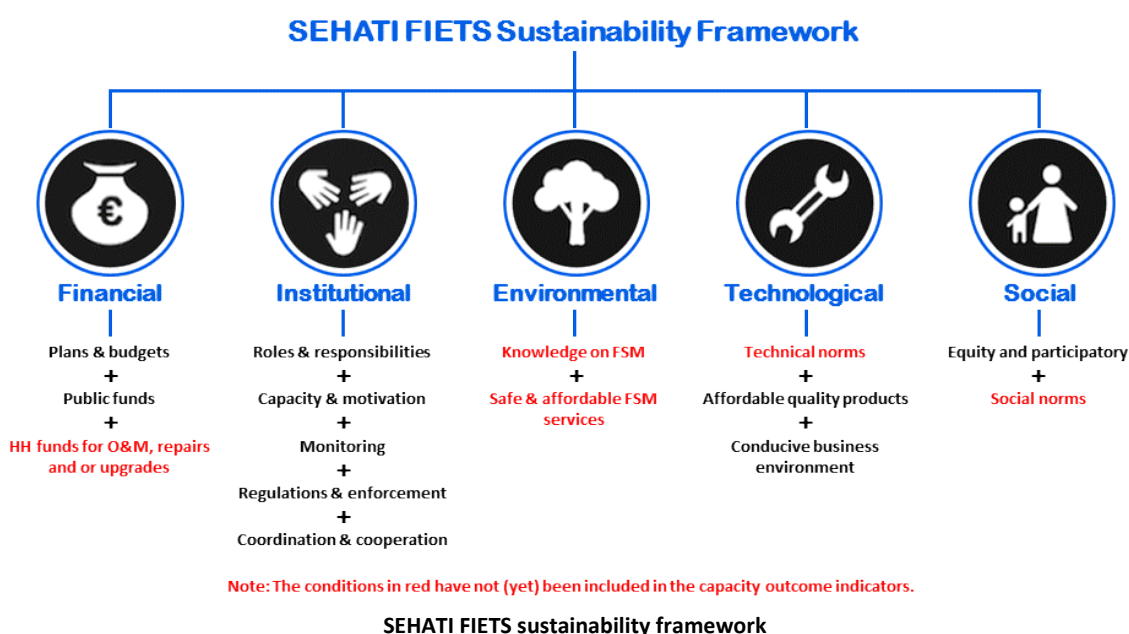 SEHATI FIETS Sustainability Framework
€
Financial
Plans & budgets
+
Public funds
+
HH funds for O&M, repairs
and or upgrades
Institutional
Roles & responsibilities
+
Capacity & motivation
+
Monitoring
+
Regulations & enforcement
+
Coordination & cooperation
Environmental
Knowledge on FSM
+
Safe & affordable FSM
services
Technological
Technical norms
+
Affordable quality products
+
Conducive business
environment
Social
Equity and participatory
+
Social norms
Note: The conditions in red have not (yet) been included in the capacity outcome indicators.
SEHATI FIETS sustainability framework